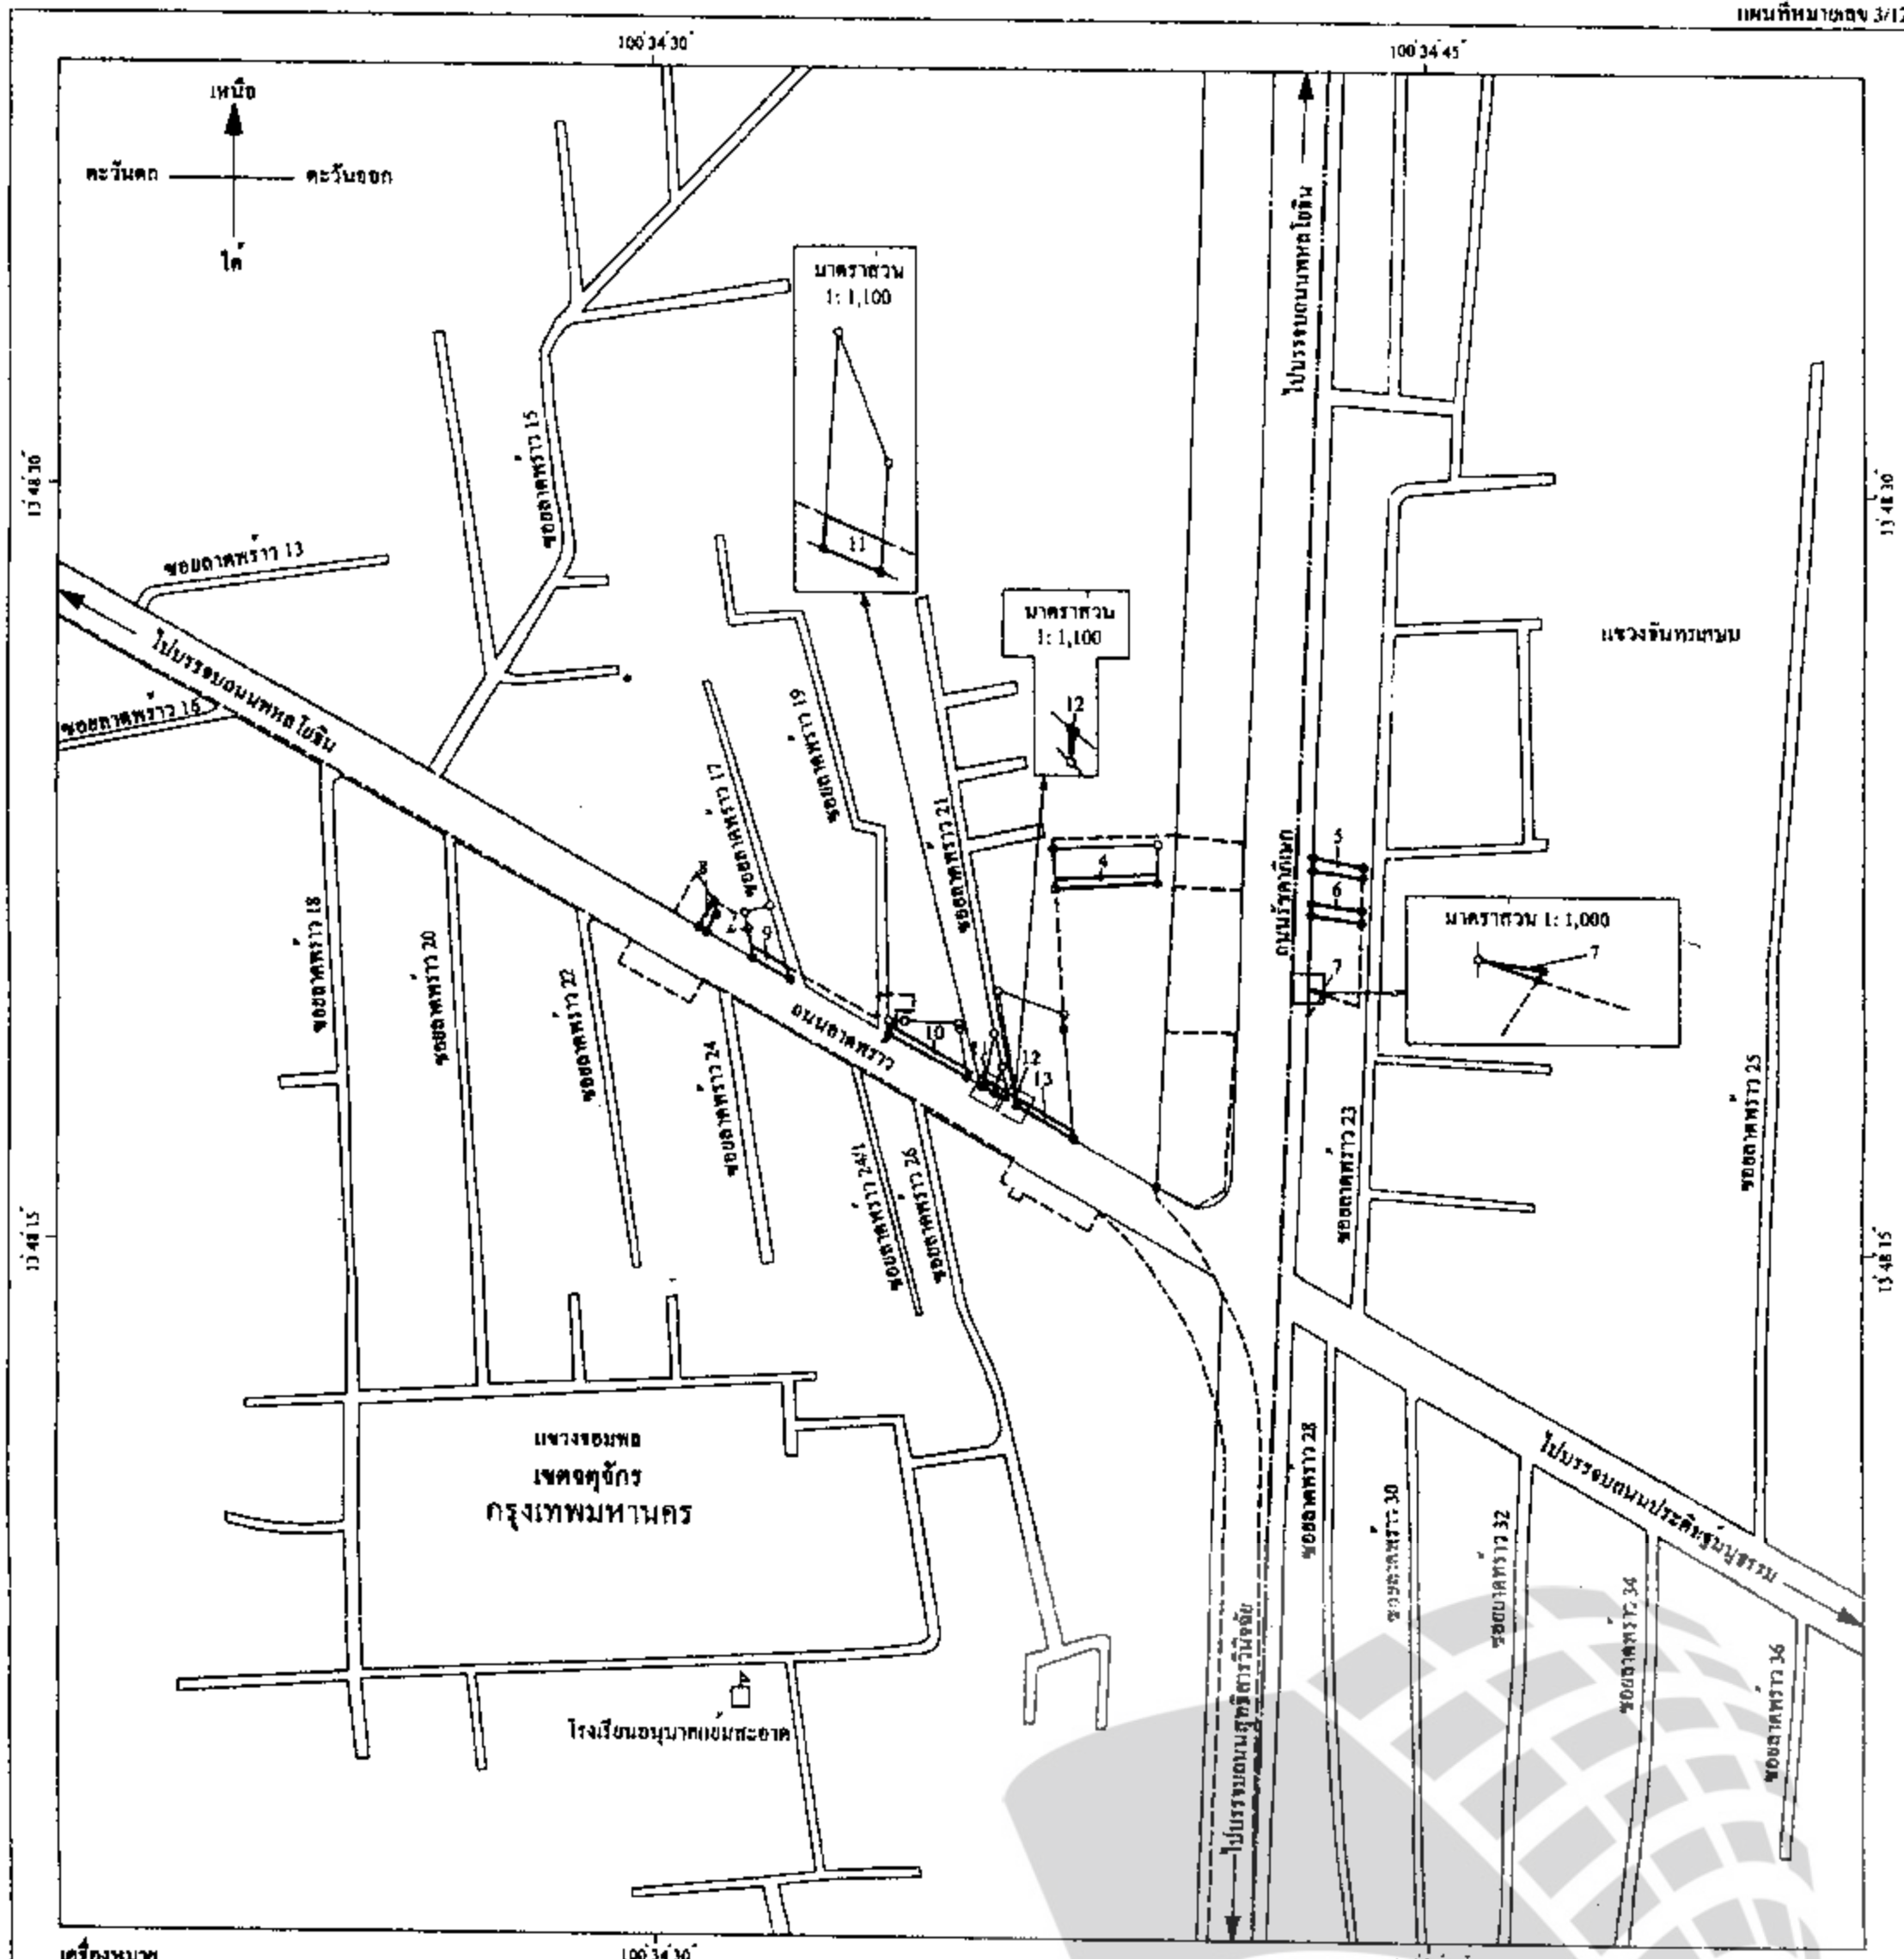 แผนที่หมายเลข 3/12
100 34 30
100 34 45
เหนือ
ตะวันตก
ตะวันออก
ใต้
มาตราส่วน
1: 1,100
11
ไปบรรจบถนนพหลโยธิน
13 48 30
13 48 30
ซอยลาดพร้าว 15
ซอยลาดพร้าว 13
ไปบรรจบถนนพหลโยธิน
ซอยลาดพร้าว 16
มาตราส่วน
1: 1,100
12
แขวงจันทรเกษม
ซอยลาดพร้าว 19
ซอยลาดพร้าว 17
ซอยลาดพร้าว 21
4
5
6
ถนนรัชดาภิเษก
มาตราส่วน 1: 1,000
7
7
8
9
10
12
13
ซอยลาดพร้าว 18
ซอยลาดพร้าว 20
ซอยลาดพร้าว 22
ซอยลาดพร้าว 24
ถนนลาดพร้าว
ซอยลาดพร้าว 24/1
ซอยลาดพร้าว 26
ซอยลาดพร้าว 23
ซอยลาดพร้าว 25
13 48 15
13 48 15
แขวงจอมพล
เขตจตุจักร
กรุงเทพมหานคร
ซอยลาดพร้าว 28
ซอยลาดพร้าว 30
ซอยลาดพร้าว 32
ซอยลาดพร้าว 34
ซอยลาดพร้าว 36
ไปบรรจบถนนประดิษฐ์มนูธรรม
ไปบรรจบถนนสุทธิสารวินิจฉัย
โรงเรียนอนุบาลแย้มสะอาด
เครื่องหมาย
100 34 30